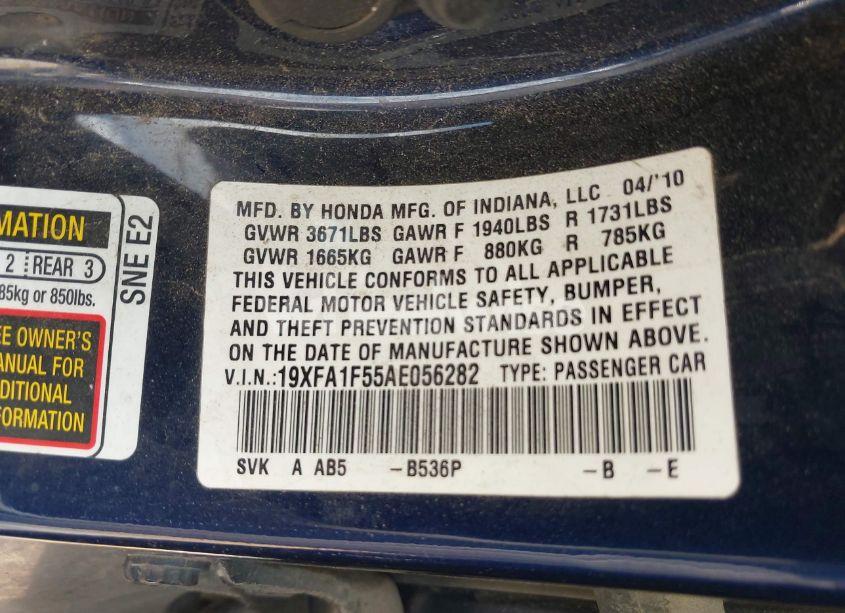 MFD. BY HONDA MFG. OF INDIANA, LLC 04/'10
GVWR 3671LBS GAWR F 1940LBS R 1731LBS
GVWR 1665KG GAWR F 880KG R 785KG
THIS VEHICLE CONFORMS TO ALL APPLICABLE
FEDERAL MOTOR VEHICLE SAFETY, BUMPER,
AND THEFT PREVENTION STANDARDS IN EFFECT
ON THE DATE OF MANUFACTURE SHOWN ABOVE.
V.I.N.:19XFA1F55AE056282 TYPE: PASSENGER CAR
SVK A AB5 -B536P -B -E
MATION
2 REAR 3
85kg or 850lbs.
EE OWNER'S
MANUAL FOR
DDITIONAL
FORMATION
SNE E2